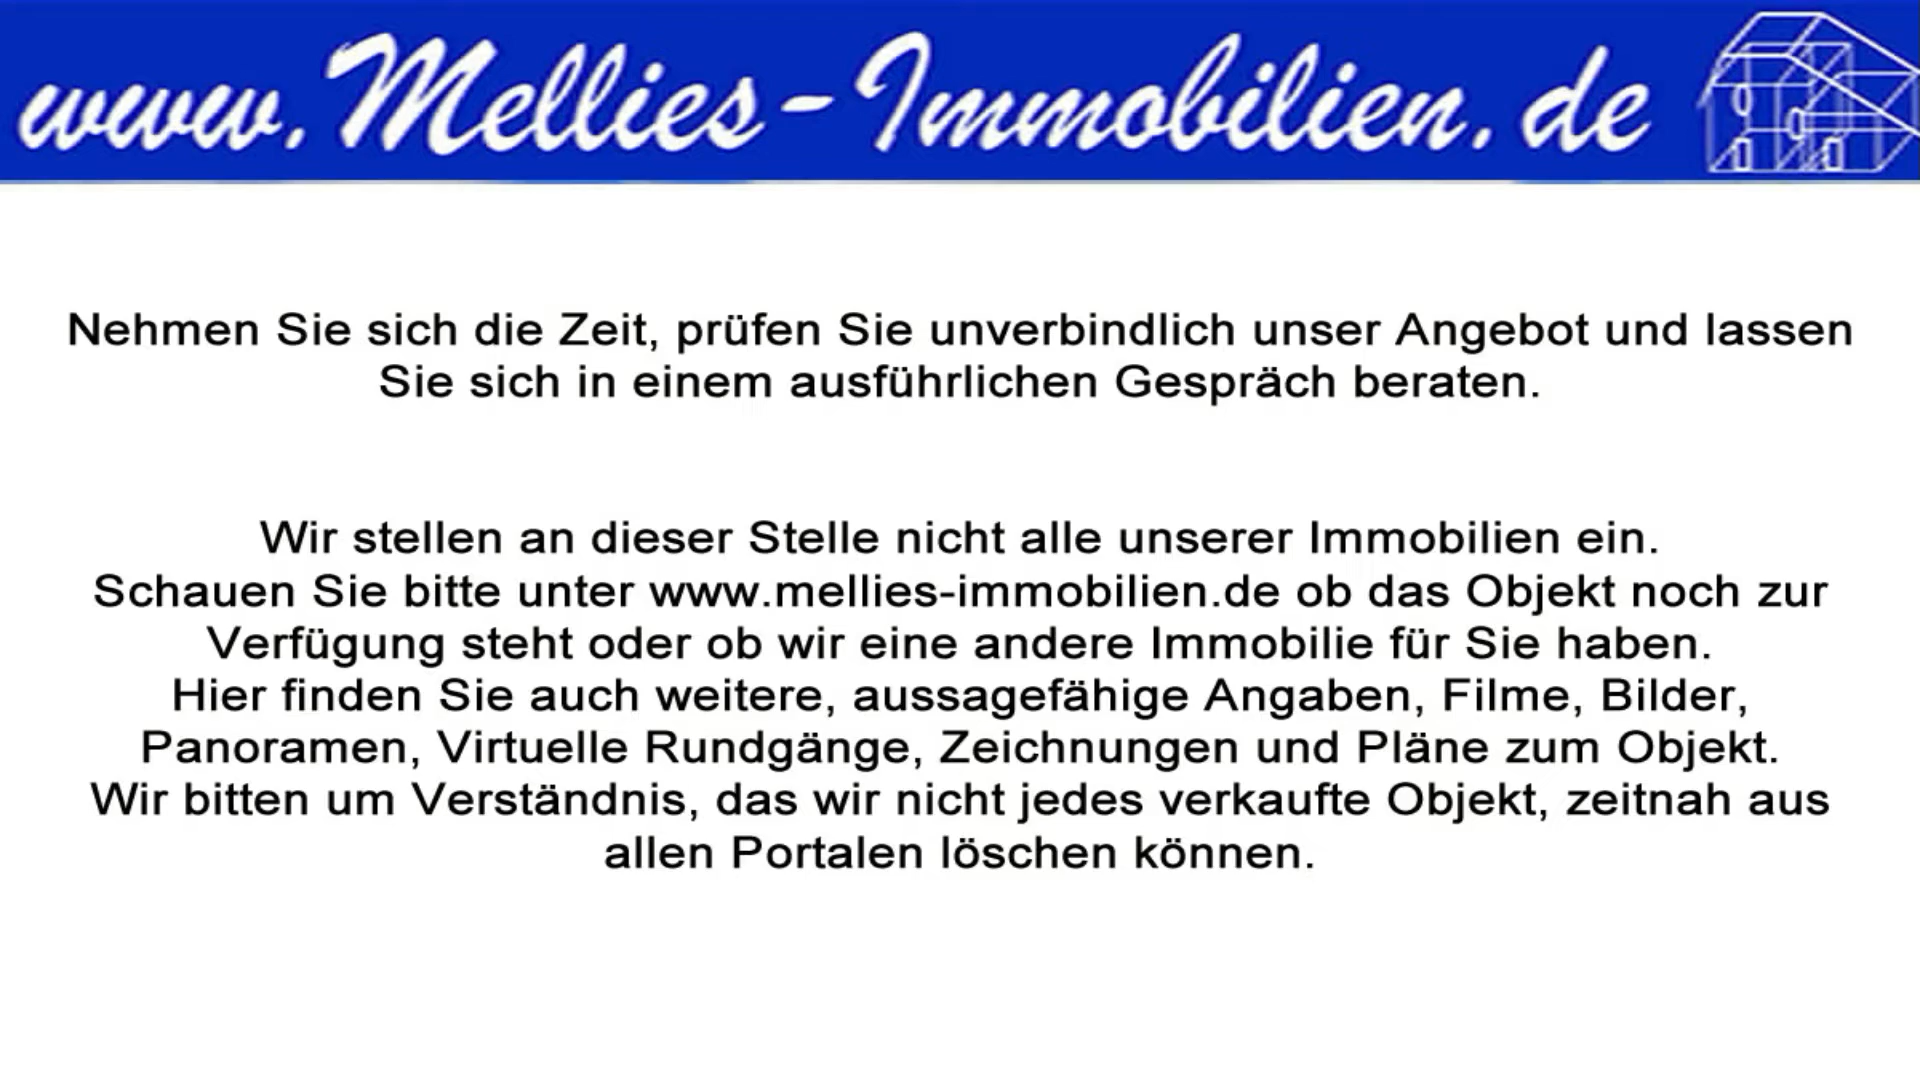 www.Mellies-Immobilien.de
Nehmen Sie sich die Zeit, prüfen Sie unverbindlich unser Angebot und lassen
Sie sich in einem ausführlichen Gespräch beraten.
Wir stellen an dieser Stelle nicht alle unserer Immobilien ein.
Schauen Sie bitte unter www.mellies-immobilien.de ob das Objekt noch zur
Verfügung steht oder ob wir eine andere Immobilie für Sie haben.
Hier finden Sie auch weitere, aussagefähige Angaben, Filme, Bilder,
Panoramen, Virtuelle Rundgänge, Zeichnungen und Pläne zum Objekt.
Wir bitten um Verständnis, das wir nicht jedes verkaufte Objekt, zeitnah aus
allen Portalen löschen können.